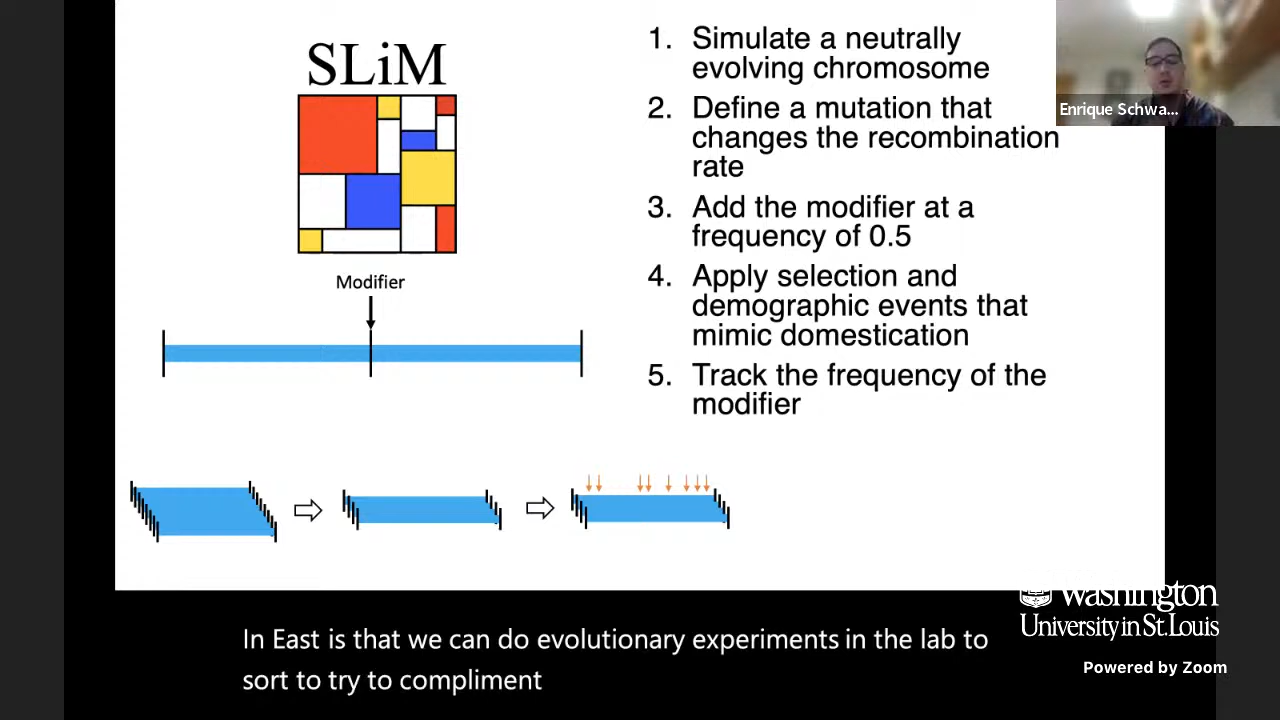 SLiM
Modifier
1. Simulate a neutrally
evolving chromosome
2. Define a mutation that
changes the recombination
rate
3. Add the modifier at a
frequency of 0.5
4. Apply selection and
demographic events that
mimic domestication
5. Track the frequency of the
modifier
Enrique Schwa...
In East is that we can do evolutionary experiments in the lab to
sort to try to compliment
Washington
University in St. Louis
Powered by Zoom